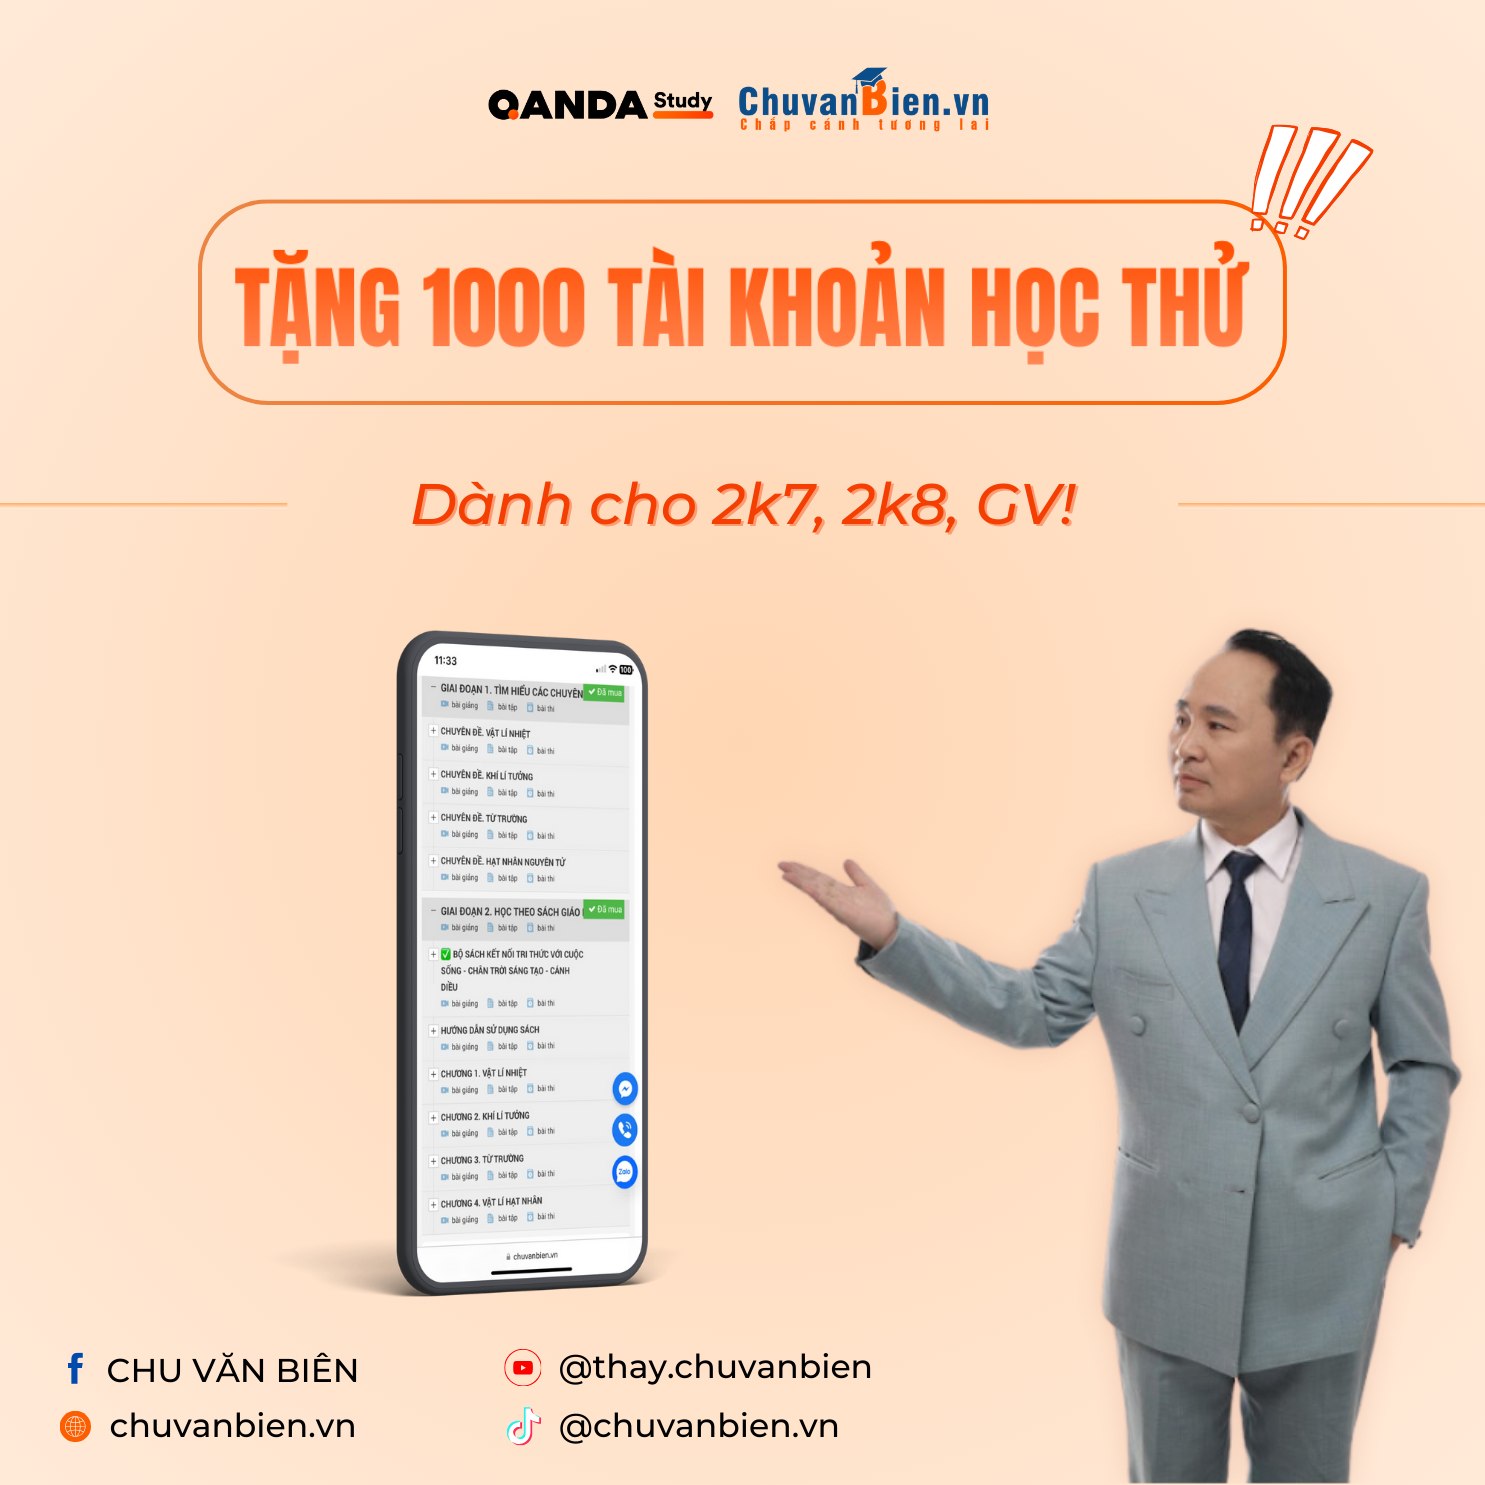 QANDA Study
ChuvanBien.vn
Chắp cánh tương lai
TẶNG 1000 TÀI KHOẢN HỌC THỬ
Dành cho 2k7, 2k8, GV!
11:33
100
GIAI ĐOẠN 1. TÌM HIỂU CÁC CHUYÊN
Đã mua
bài giảng bài tập bài thi
CHUYÊN ĐỀ. VẬT LÍ NHIỆT
bài giảng bài tập bài thi
CHUYÊN ĐỀ. KHÍ LÍ TƯỞNG
bài giảng bài tập bài thi
CHUYÊN ĐỀ. TỪ TRƯỜNG
bài giảng bài tập bài thi
CHUYÊN ĐỀ. HẠT NHÂN NGUYÊN TỬ
bài giảng bài tập bài thi
GIAI ĐOẠN 2. HỌC THEO SÁCH GIÁO
Đã mua
bài giảng bài tập bài thi
BỘ SÁCH KẾT NỐI TRI THỨC VỚI CUỘC
SỐNG - CHÂN TRỜI SÁNG TẠO - CÁNH
DIỀU
bài giảng bài tập bài thi
HƯỚNG DẪN SỬ DỤNG SÁCH
bài giảng bài tập bài thi
CHƯƠNG 1. VẬT LÍ NHIỆT
bài giảng bài tập bài thi
CHƯƠNG 2. KHÍ LÍ TƯỞNG
bài giảng bài tập bài thi
CHƯƠNG 3. TỪ TRƯỜNG
bài giảng bài tập bài thi
Zalo
CHƯƠNG 4. VẬT LÍ HẠT NHÂN
bài giảng bài tập bài thi
chuvanbien.vn
CHU VĂN BIÊN
@thay.chuvanbien
chuvanbien.vn
@chuvanbien.vn